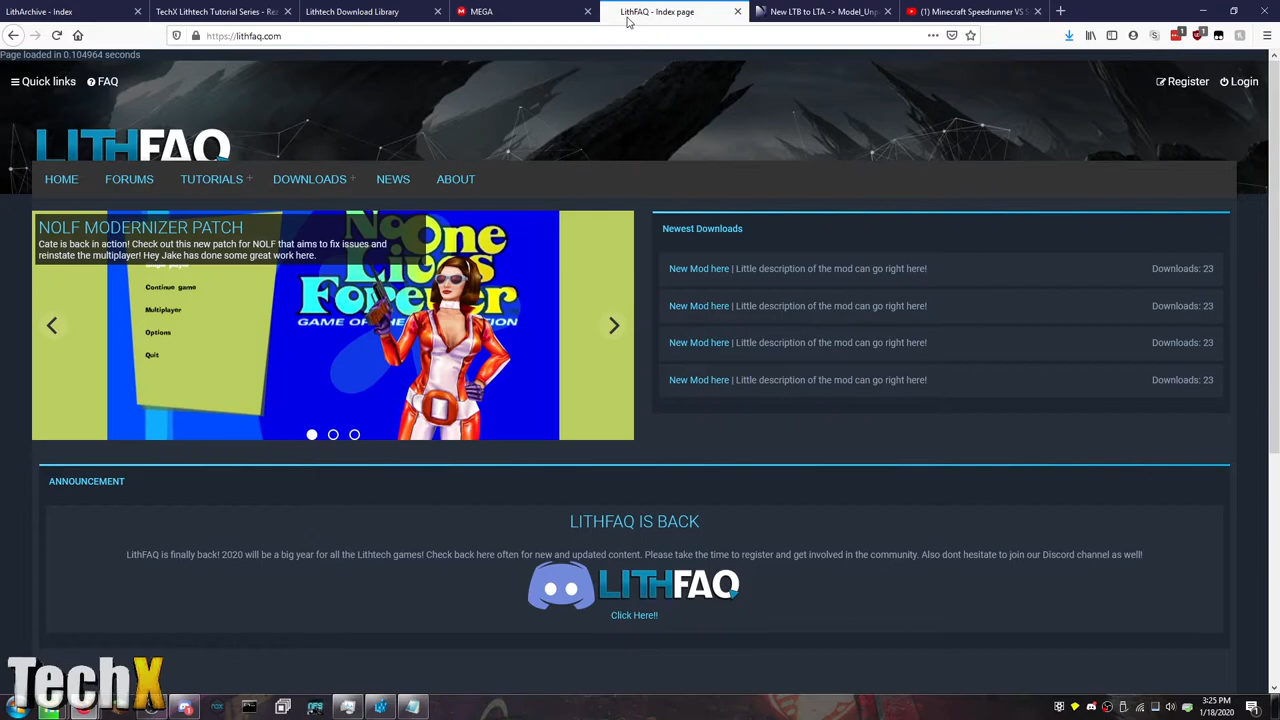 LithArchive - Index
TechX Lithtech Tutorial Series - Re
Lithtech Download Library
MEGA
LithFAQ - Index page
New LTB to LTA -> Model_Unp
(1) Minecraft Speedrunner VS
https://lithfaq.com
Page loaded in 0.104964 seconds
Quick links
FAQ
Register
Login
LITHFAQ
HOME
FORUMS
TUTORIALS
DOWNLOADS
NEWS
ABOUT
NOLF MODERNIZER PATCH
Cate is back in action! Check out this new patch for NOLF that aims to fix issues and
reinstate the multiplayer! Hey Jake has done some great work here.
Continue game
Multiplayer
Options
Quit
No One
Lives
Forever
Newest Downloads
New Mod here | Little description of the mod can go right here! Downloads: 23
New Mod here | Little description of the mod can go right here! Downloads: 23
New Mod here | Little description of the mod can go right here! Downloads: 23
New Mod here | Little description of the mod can go right here! Downloads: 23
ANNOUNCEMENT
LITHFAQ IS BACK
LithFAQ is finally back! 2020 will be a big year for all the Lithtech games! Check back here often for new and updated content. Please take the time to register and get involved in the community. Also dont hesitate to join our Discord channel as well!
LITHFAQ
Click Here!!
TechX
3:25 PM
1/18/2020